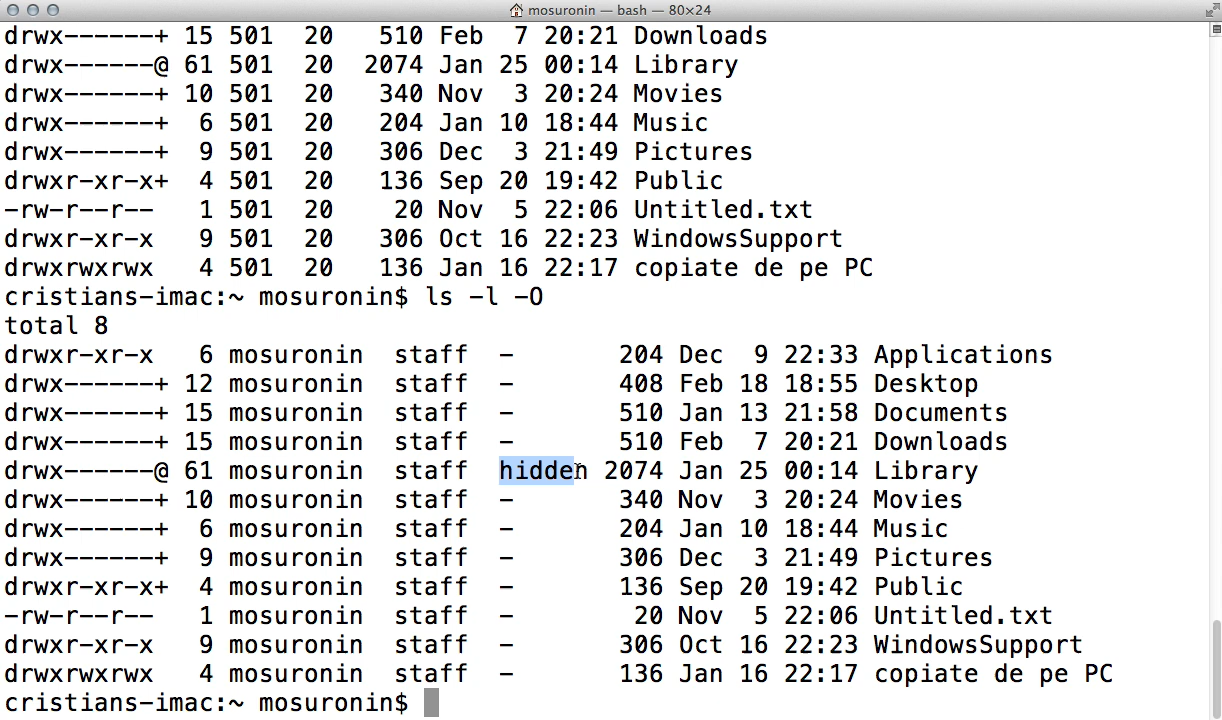 mosuronin — bash — 80×24
drwx------+ 15 501  20   510 Feb  7 20:21 Downloads
drwx------@ 61 501  20  2074 Jan 25 00:14 Library
drwx------+ 10 501  20   340 Nov  3 20:24 Movies
drwx------+  6 501  20   204 Jan 10 18:44 Music
drwx------+  9 501  20   306 Dec  3 21:49 Pictures
drwxr-xr-x+  4 501  20   136 Sep 20 19:42 Public
-rw-r--r--   1 501  20    20 Nov  5 22:06 Untitled.txt
drwxr-xr-x   9 501  20   306 Oct 16 22:23 WindowsSupport
drwxrwxrwx   4 501  20   136 Jan 16 22:17 copiate de pe PC
cristians-imac:~ mosuronin$ ls -l -O
total 8
drwxr-xr-x   6 mosuronin  staff  -       204 Dec  9 22:33 Applications
drwx------+ 12 mosuronin  staff  -       408 Feb 18 18:55 Desktop
drwx------+ 15 mosuronin  staff  -       510 Jan 13 21:58 Documents
drwx------+ 15 mosuronin  staff  -       510 Feb  7 20:21 Downloads
drwx------@ 61 mosuronin  staff  hidden 2074 Jan 25 00:14 Library
drwx------+ 10 mosuronin  staff  -       340 Nov  3 20:24 Movies
drwx------+  6 mosuronin  staff  -       204 Jan 10 18:44 Music
drwx------+  9 mosuronin  staff  -       306 Dec  3 21:49 Pictures
drwxr-xr-x+  4 mosuronin  staff  -       136 Sep 20 19:42 Public
-rw-r--r--   1 mosuronin  staff  -        20 Nov  5 22:06 Untitled.txt
drwxr-xr-x   9 mosuronin  staff  -       306 Oct 16 22:23 WindowsSupport
drwxrwxrwx   4 mosuronin  staff  -       136 Jan 16 22:17 copiate de pe PC
cristians-imac:~ mosuronin$